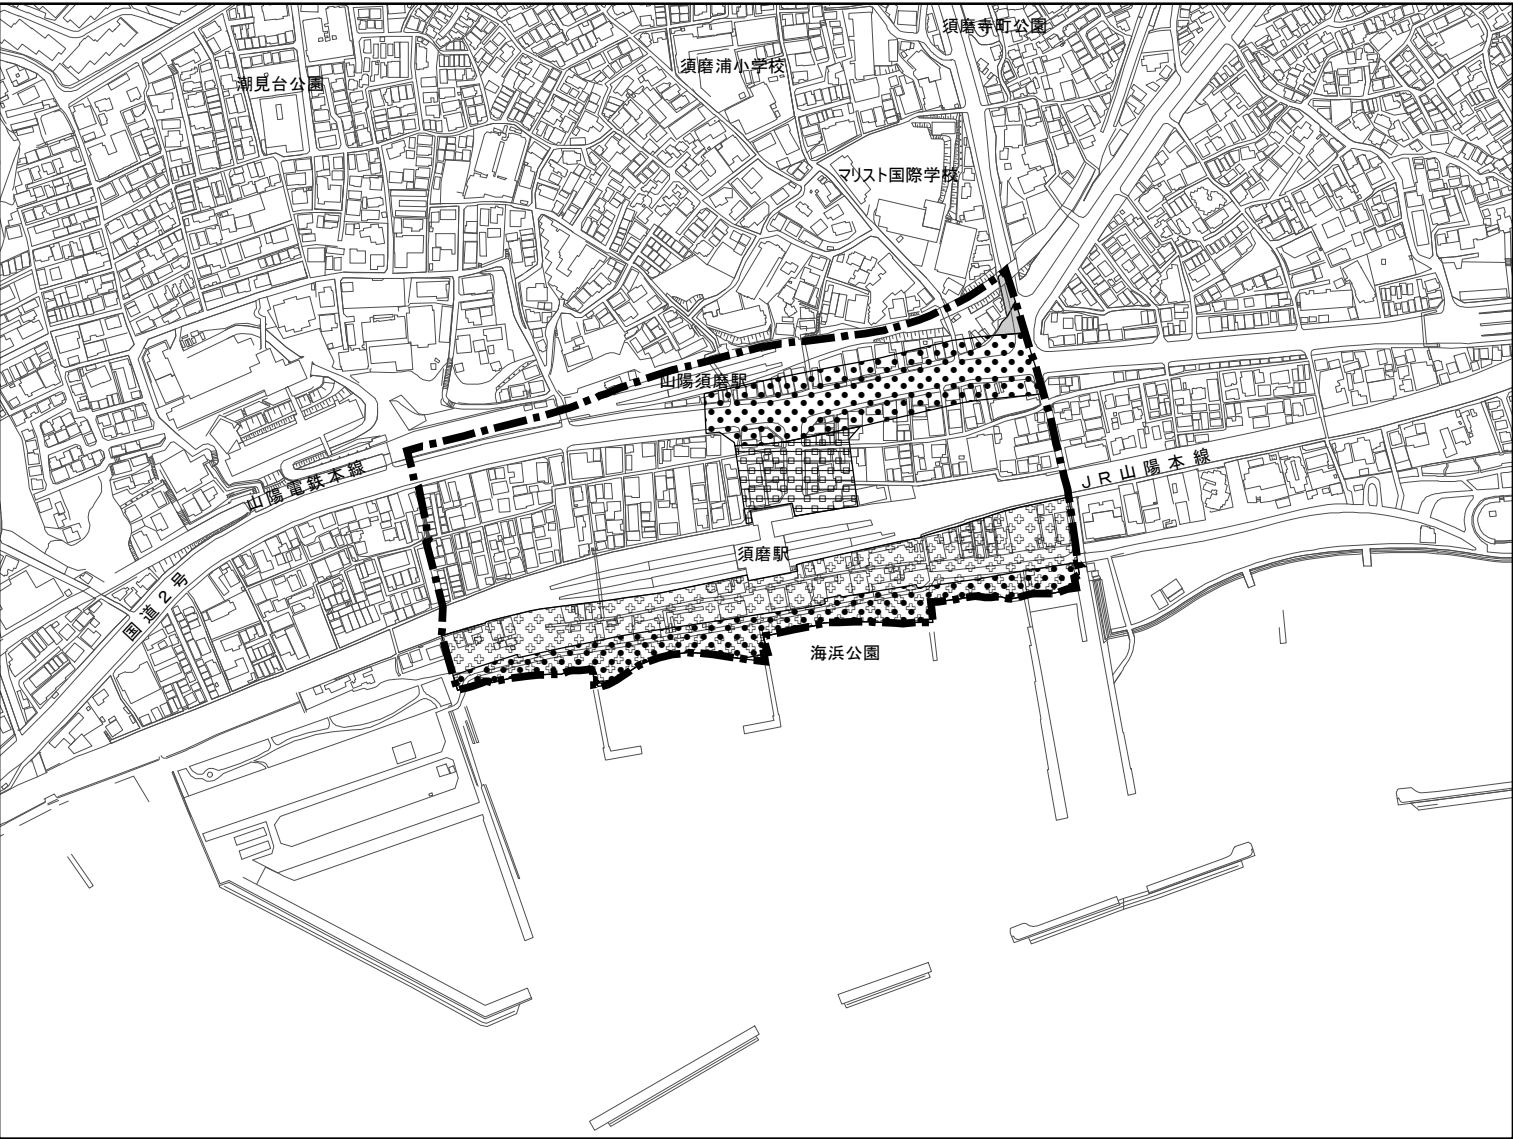 須磨寺町公園
須磨浦小学校
潮見台公園
マリスト国際学校
山陽須磨駅
山陽電鉄本線
JR山陽本線
須磨駅
国道2号
海浜公園